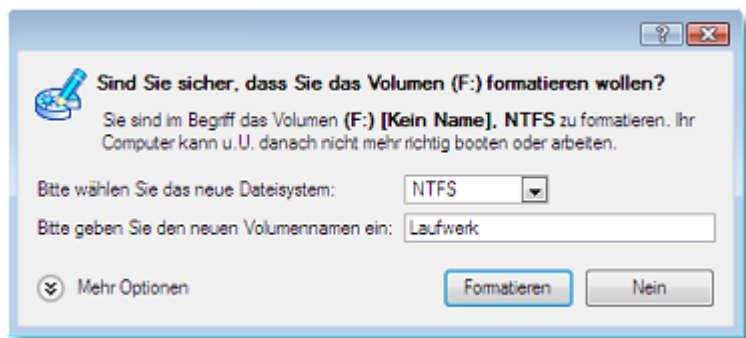 Sind Sie sicher, dass Sie das Volumen (F:) formatieren wollen?
Sie sind im Begriff das Volumen (F:) [Kein Name], NTFS zu formatieren. Ihr
Computer kann u.U. danach nicht mehr richtig booten oder arbeiten.
Bitte wählen Sie das neue Dateisystem: NTFS
Bitte geben Sie den neuen Volumennamen ein: Laufwerk
Mehr Optionen Formatieren Nein